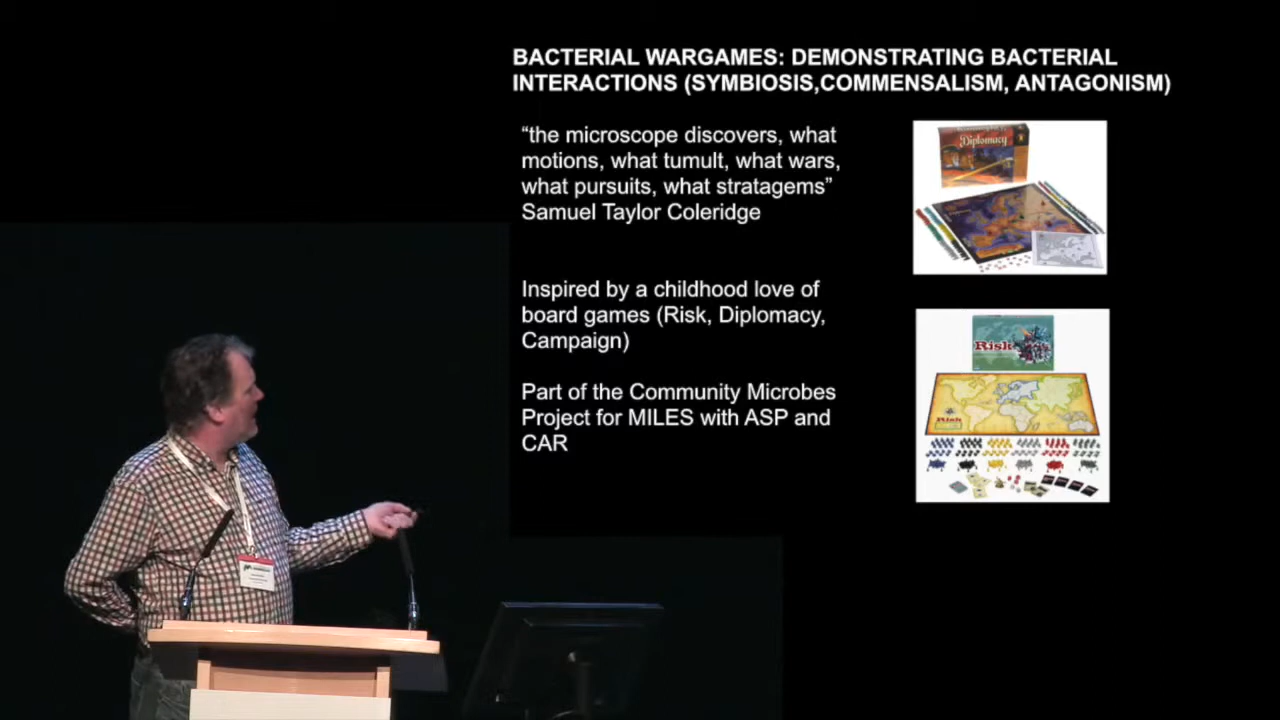 BACTERIAL WARGAMES: DEMONSTRATING BACTERIAL
INTERACTIONS (SYMBIOSIS,COMMENSALISM, ANTAGONISM)
“the microscope discovers, what
motions, what tumult, what wars,
what pursuits, what stratagems”
Samuel Taylor Coleridge
Inspired by a childhood love of
board games (Risk, Diplomacy,
Campaign)
Part of the Community Microbes
Project for MILES with ASP and
CAR
Diplomacy
Risk
Risk